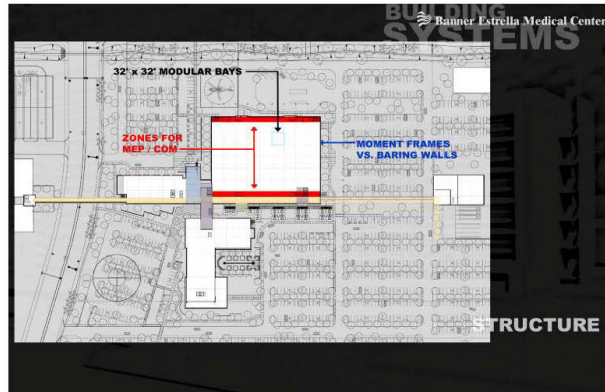 BUILDING
Banner Estrella Medical Center
SYSTEMS
32' x 32' MODULAR BAYS
ZONES FOR
MEP / COM
MOMENT FRAMES
VS. BARING WALLS
STRUCTURE